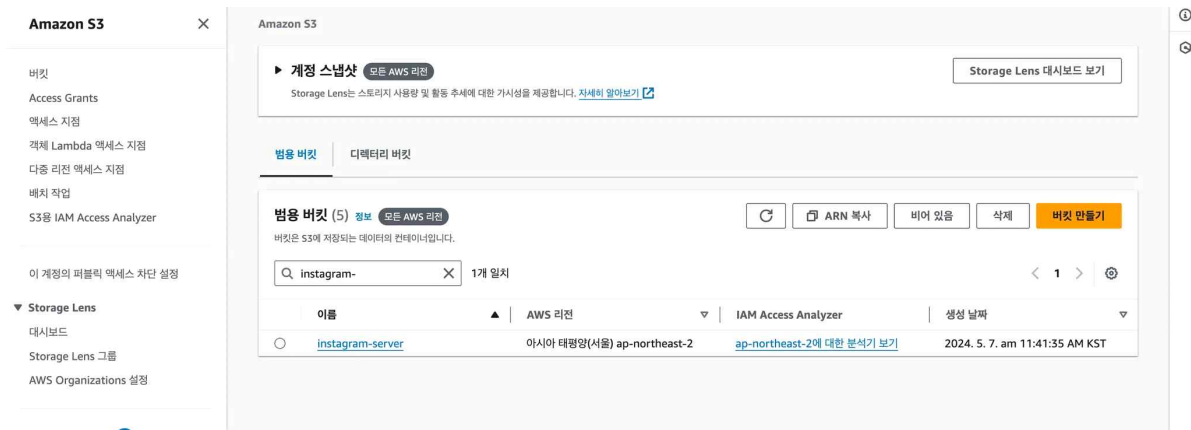 Amazon S3
버킷
Access Grants
액세스 지점
객체 Lambda 액세스 지점
다중 리전 액세스 지점
배치 작업
S3용 IAM Access Analyzer
이 계정의 퍼블릭 액세스 차단 설정
Storage Lens
대시보드
Storage Lens 그룹
AWS Organizations 설정
Amazon S3
계정 스냅샷 모든 AWS 리전
Storage Lens 대시보드 보기
Storage Lens는 스토리지 사용량 및 활동 추세에 대한 가시성을 제공합니다. 자세히 알아보기
범용 버킷 디렉터리 버킷
범용 버킷 (5) 정보 모든 AWS 리전
ARN 복사 비어 있음 삭제 버킷 만들기
버킷은 S3에 저장되는 데이터의 컨테이너입니다.
instagram- 1개 일치 1
이름 AWS 리전 IAM Access Analyzer 생성 날짜
instagram-server 아시아 태평양(서울) ap-northeast-2 ap-northeast-2에 대한 분석기 보기 2024. 5. 7. am 11:41:35 AM KST